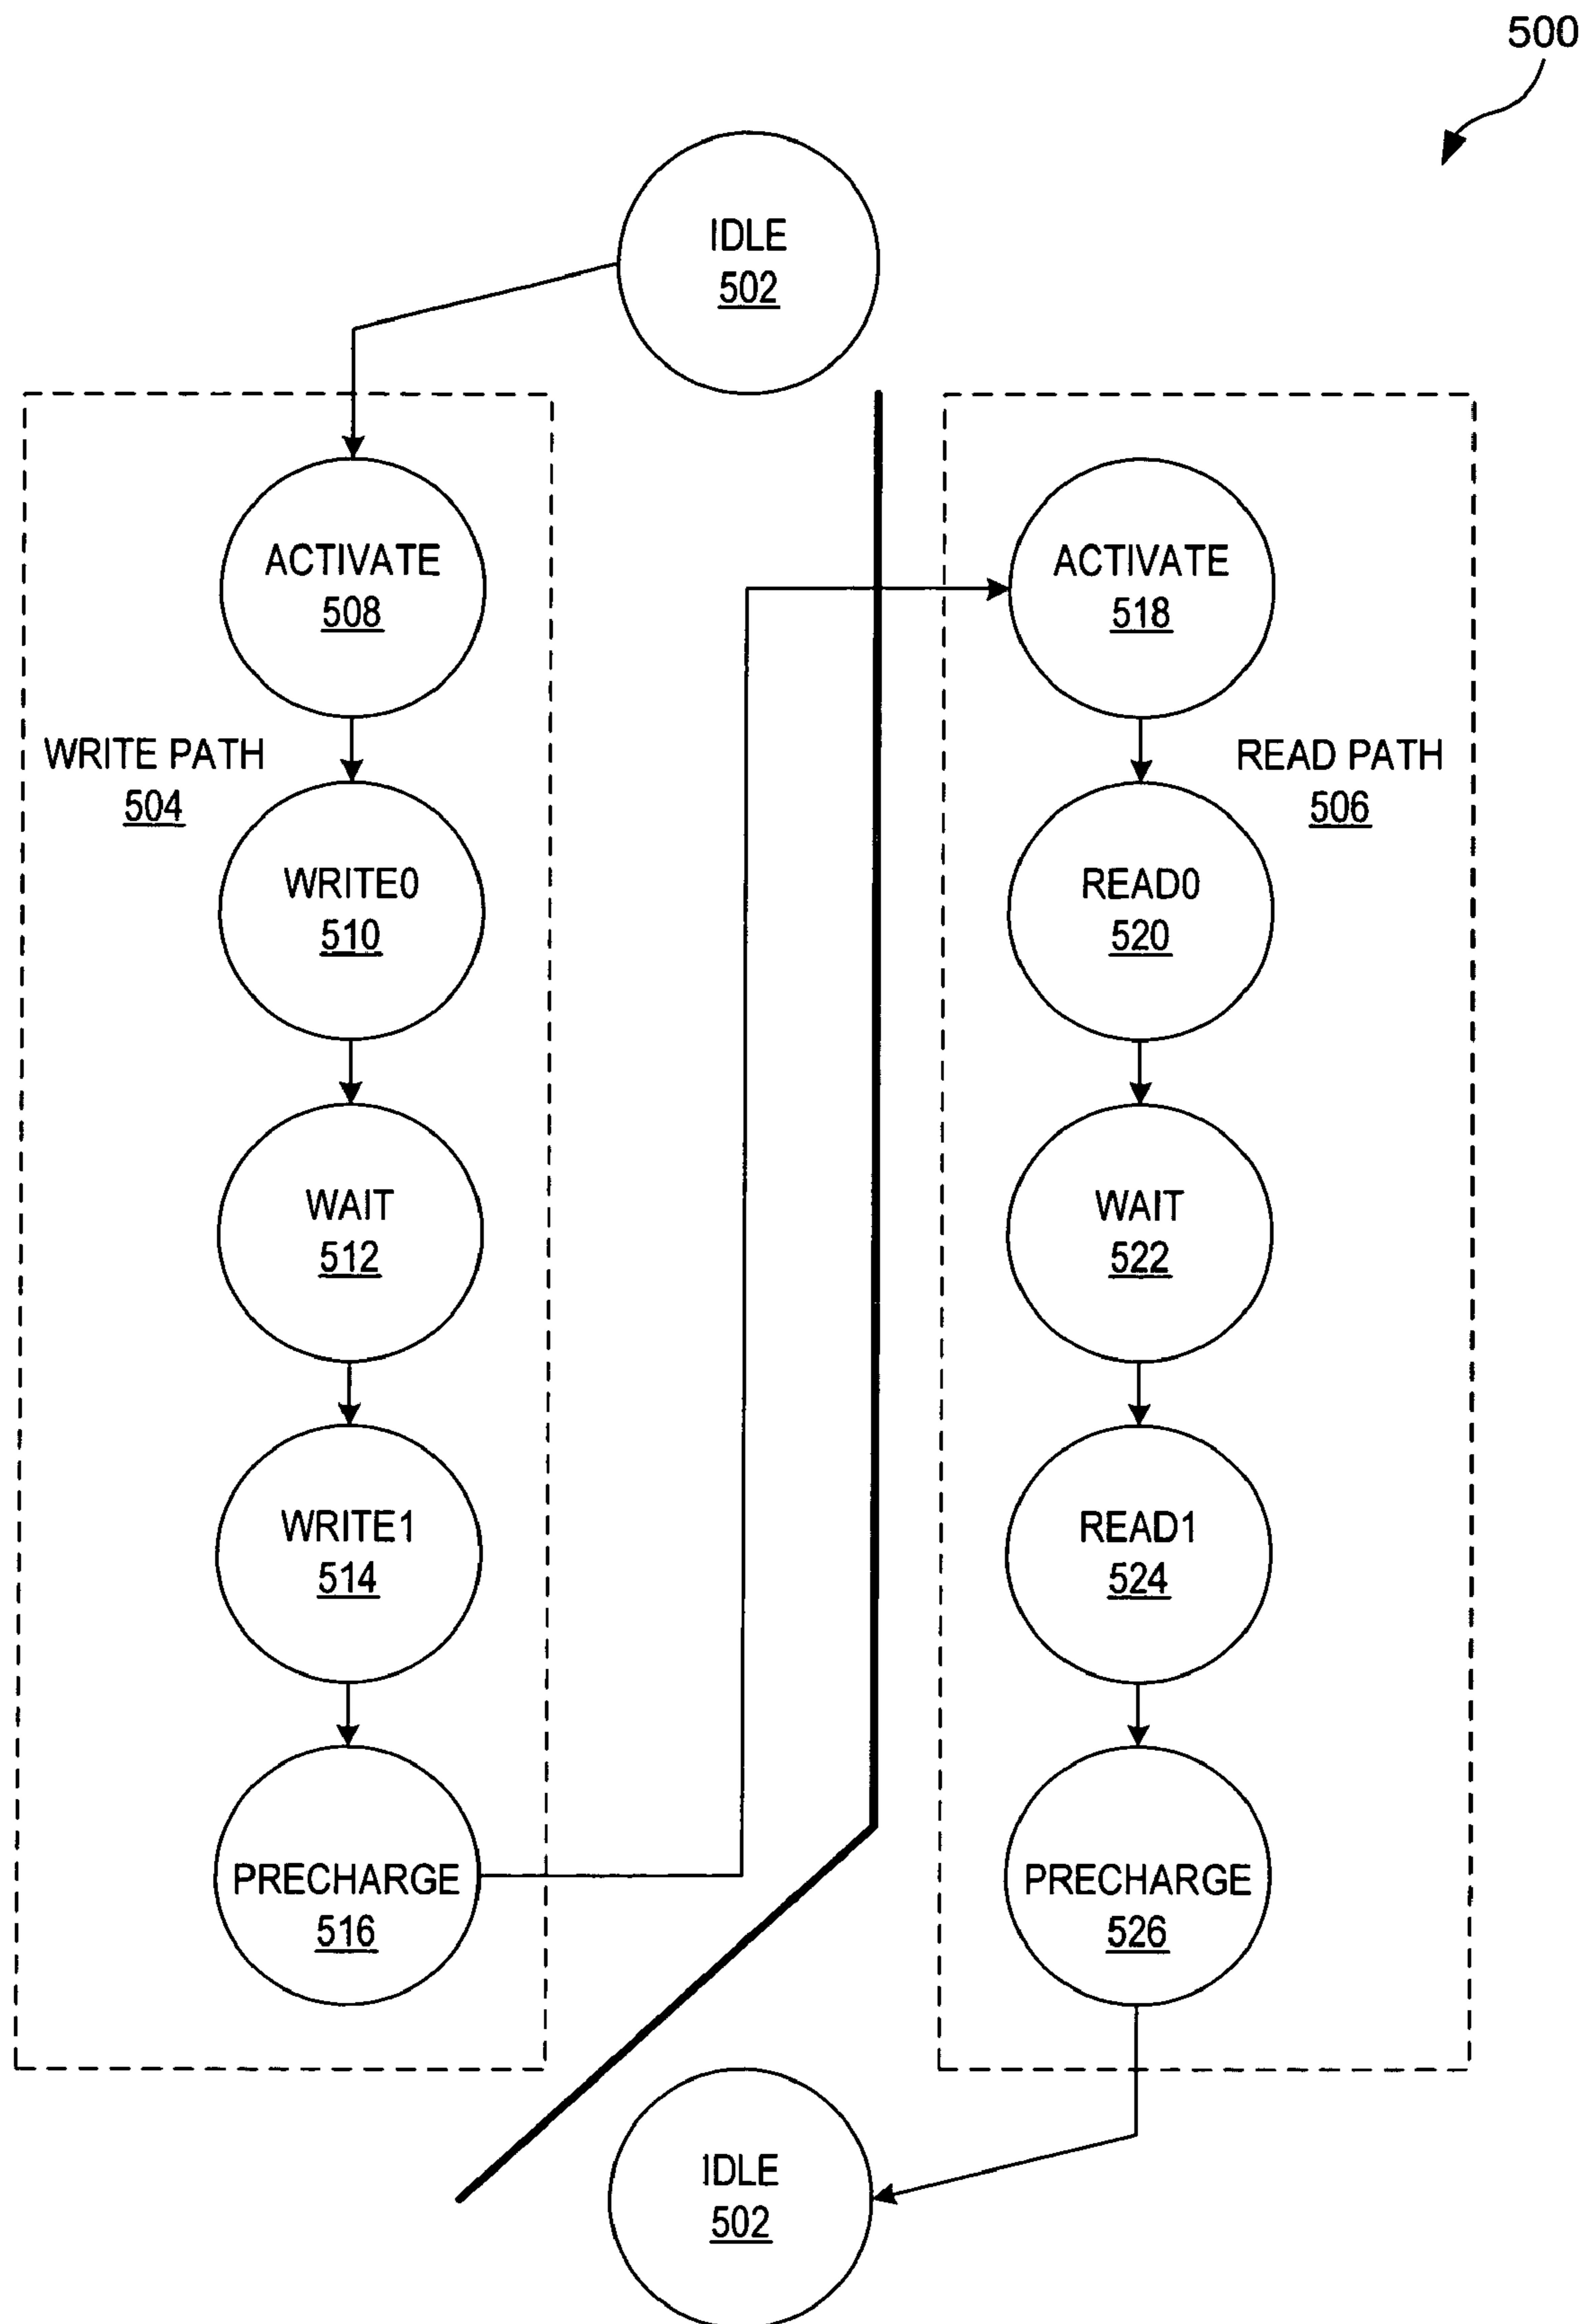 500
IDLE
502
ACTIVATE
508
ACTIVATE
518
WRITE PATH
504
READ PATH
506
WRITE0
510
READ0
520
WAIT
512
WAIT
522
WRITE1
514
READ1
524
PRECHARGE
516
PRECHARGE
526
IDLE
502